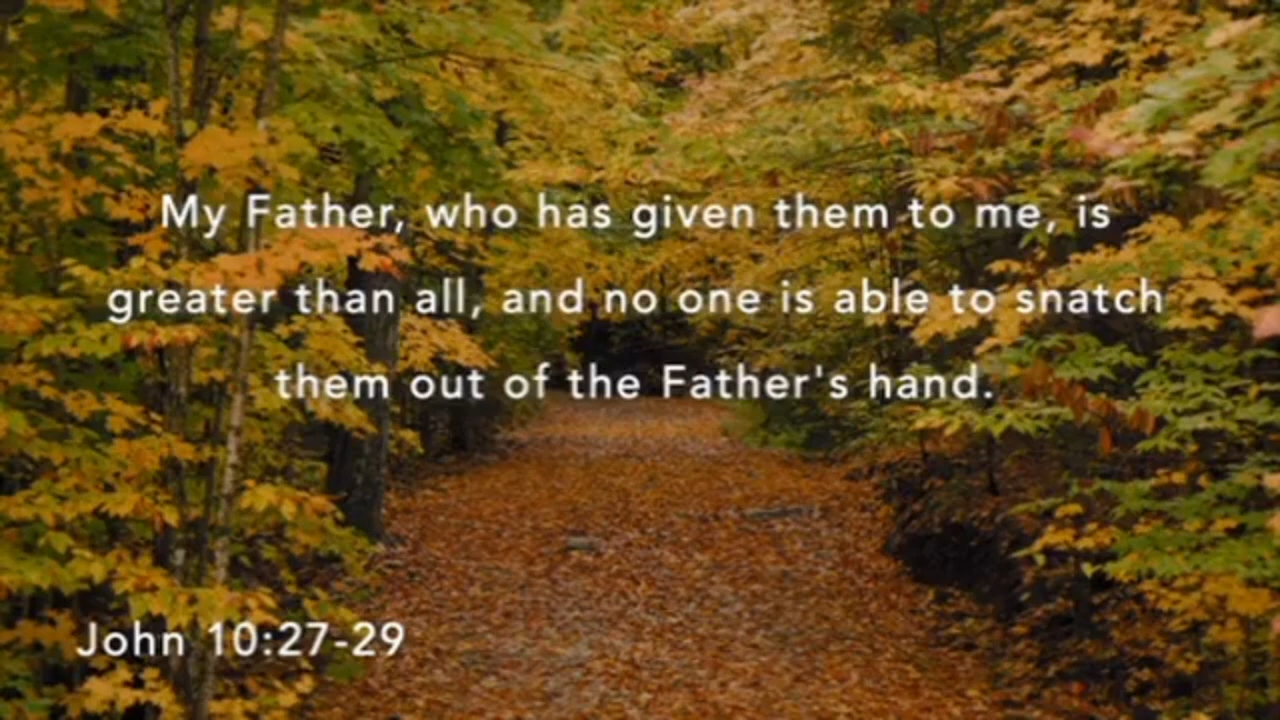 My Father, who has given them to me, is
greater than all, and no one is able to snatch
them out of the Father's hand.
John 10:27-29